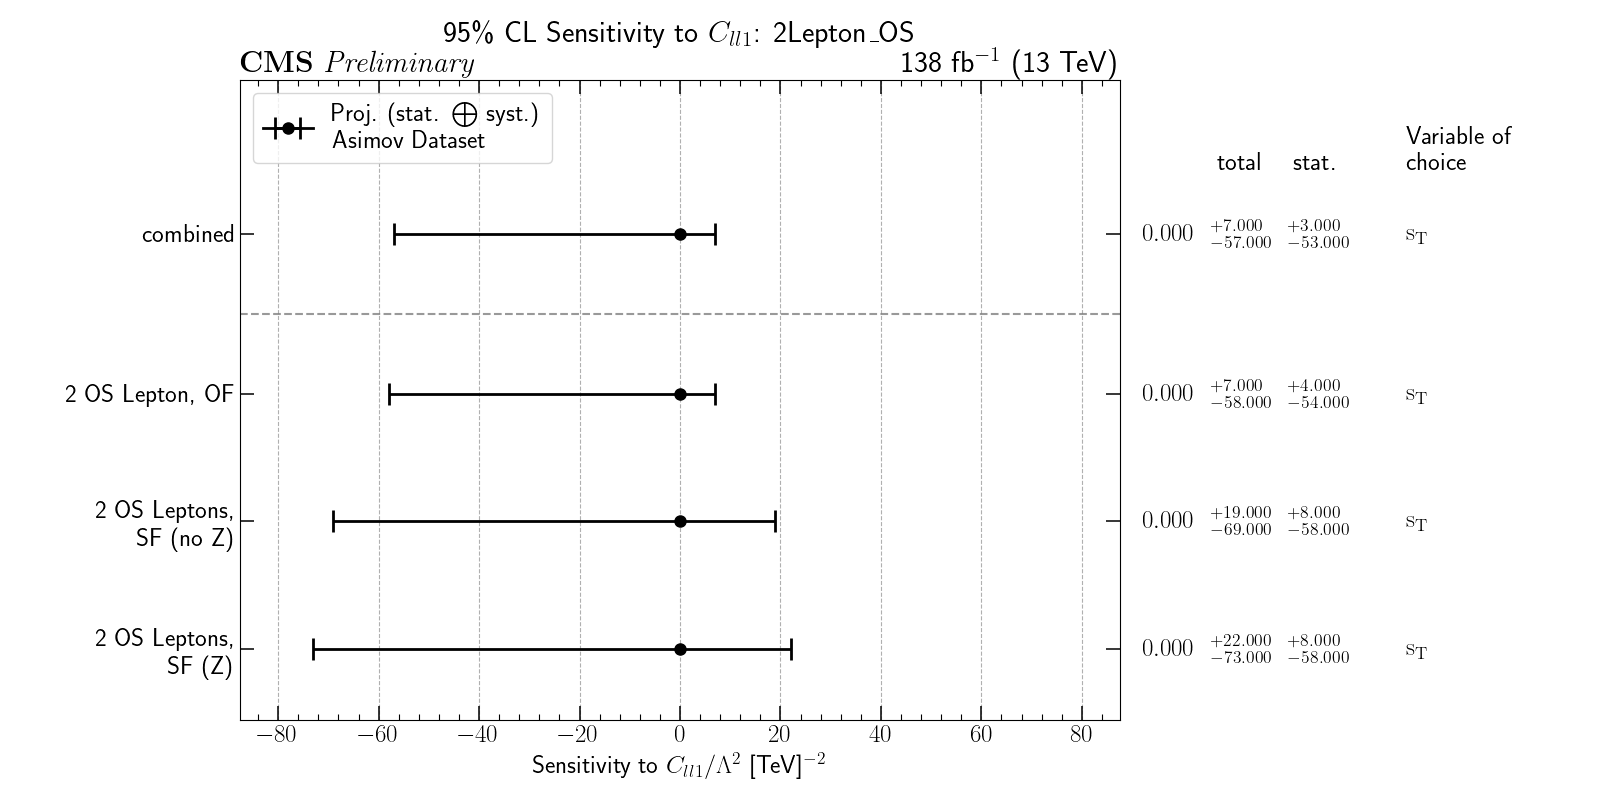 95% CL Sensitivity to C_{ll1}: 2Lepton_OS
CMS Preliminary
138 fb^{-1} (13 TeV)
Proj. (stat. ⨁ syst.)
Asimov Dataset
Variable of
choice
total
stat.
combined
0.000
+7.000
−57.000
+3.000
−53.000
s_T
2 OS Lepton, OF
0.000
+7.000
−58.000
+4.000
−54.000
s_T
2 OS Leptons,
SF (no Z)
0.000
+19.000
−69.000
+8.000
−58.000
s_T
2 OS Leptons,
SF (Z)
0.000
+22.000
−73.000
+8.000
−58.000
s_T
−80 −60 −40 −20 0 20 40 60 80
Sensitivity to C_{ll1}/Λ^2 [TeV]^{−2}